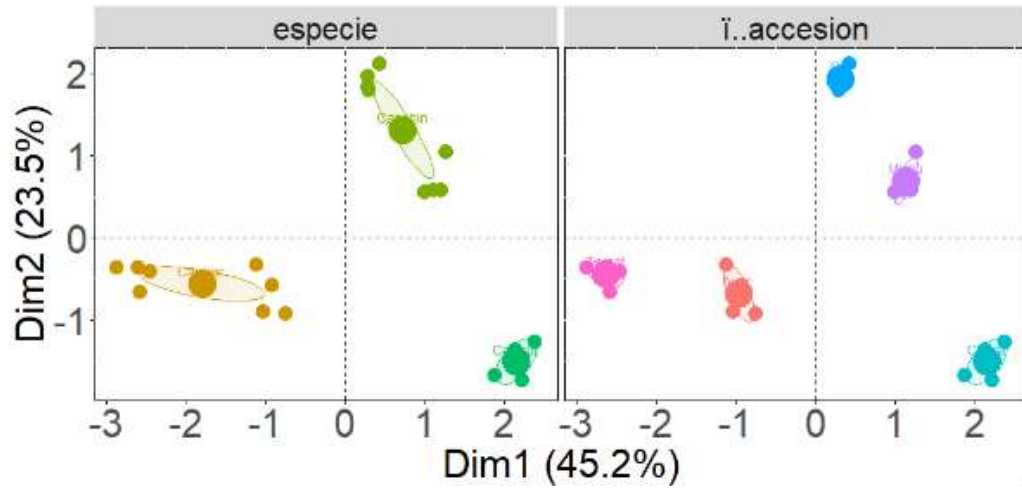 especie
ï..accesion
Dim2 (23.5%)
2
1
0
-1
-3 -2 -1 0 1 2
-3 -2 -1 0 1 2
Dim1 (45.2%)